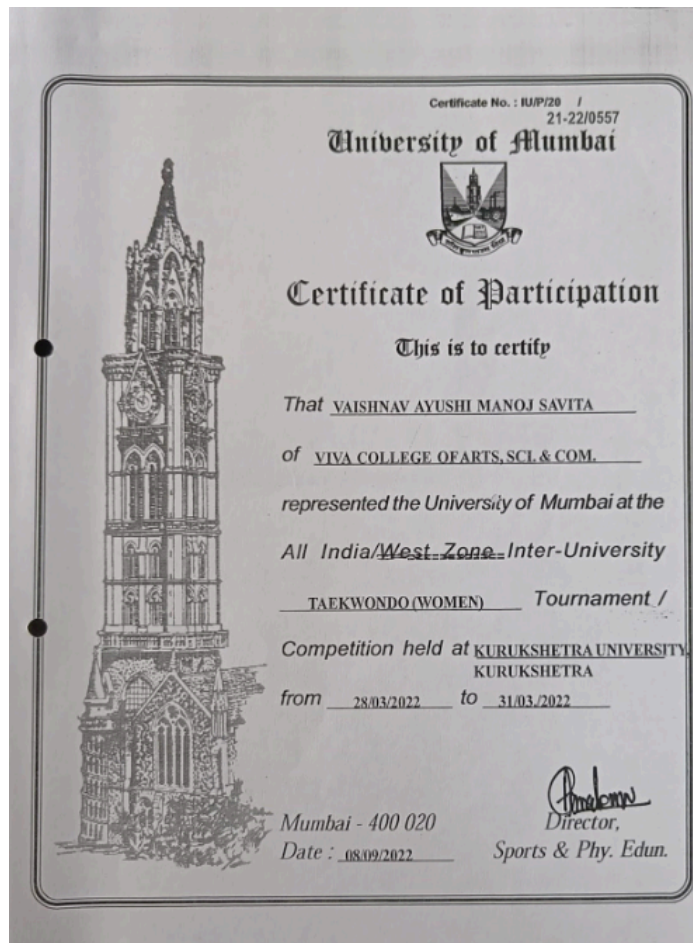 Certificate No. : IU/P/20 /
21-22/0557
University of Mumbai
Certificate of Participation
This is to certify
That VAISHNAV AYUSHI MANOJ SAVITA
of VIVA COLLEGE OF ARTS, SCI. & COM.
represented the University of Mumbai at the
All India/West Zone Inter-University
TAEKWONDO (WOMEN) Tournament /
Competition held at KURUKSHETRA UNIVERSITY,
KURUKSHETRA
from 28/03/2022 to 31/03./2022
Mumbai - 400 020
Director,
Date : 08/09/2022
Sports & Phy. Edun.